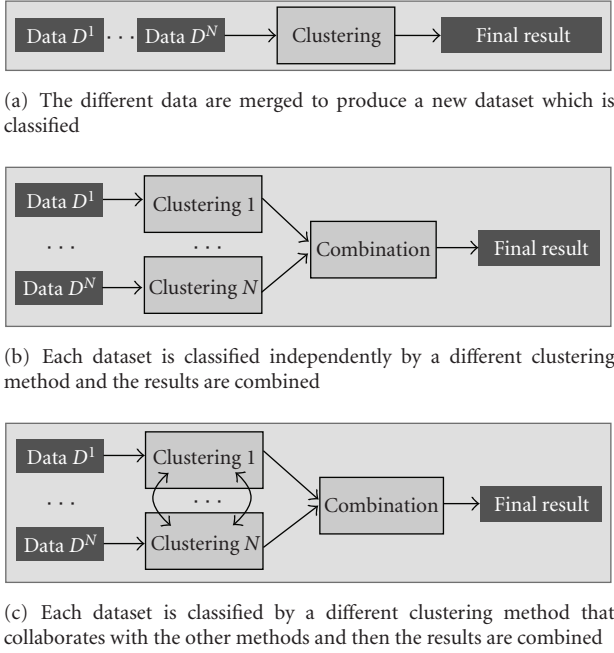 Data D¹ · · · Data Dᴺ Clustering Final result
(a) The different data are merged to produce a new dataset which is
classified
Data D¹ Clustering 1
· · · · · · Combination Final result
Data Dᴺ Clustering N
(b) Each dataset is classified independently by a different clustering
method and the results are combined
Data D¹ Clustering 1
· · · · · · Combination Final result
Data Dᴺ Clustering N
(c) Each dataset is classified by a different clustering method that
collaborates with the other methods and then the results are combined